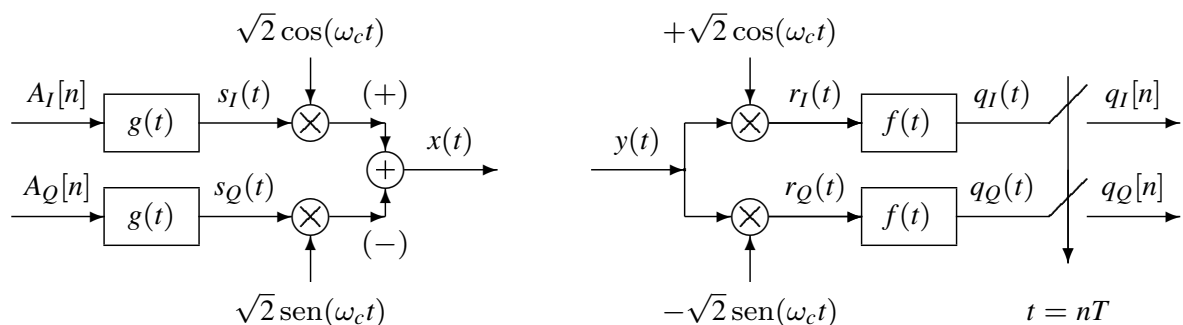 √2 cos(ω_c t)
A_I[n]
g(t)
s_I(t)
(+)
x(t)
A_Q[n]
g(t)
s_Q(t)
(−)
√2 sen(ω_c t)
+√2 cos(ω_c t)
y(t)
r_I(t)
f(t)
q_I(t)
q_I[n]
r_Q(t)
f(t)
q_Q(t)
q_Q[n]
−√2 sen(ω_c t)
t = nT